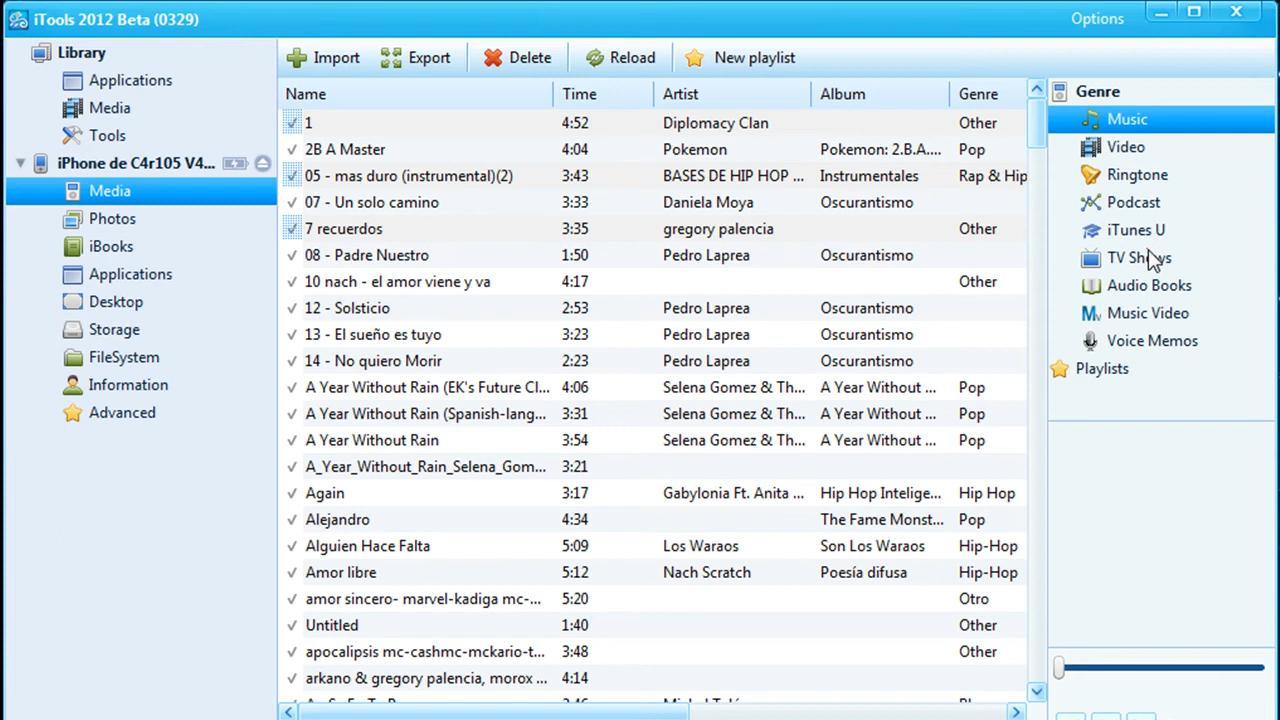 iTools 2012 Beta (0329) Options
Library
Applications
Media
Tools
iPhone de C4r105 V4...
Media
Photos
iBooks
Applications
Desktop
Storage
FileSystem
Information
Advanced
Import Export Delete Reload New playlist
Name Time Artist Album Genre
1 4:52 Diplomacy Clan Other
2B A Master 4:04 Pokemon Pokemon: 2.B.A.... Pop
05 - mas duro (instrumental)(2) 3:43 BASES DE HIP HOP ... Instrumentales Rap & Hip
07 - Un solo camino 3:33 Daniela Moya Oscurantismo
7 recuerdos 3:35 gregory palencia Other
08 - Padre Nuestro 1:50 Pedro Laprea Oscurantismo
10 nach - el amor viene y va 4:17 Other
12 - Solsticio 2:53 Pedro Laprea Oscurantismo
13 - El sueño es tuyo 3:23 Pedro Laprea Oscurantismo
14 - No quiero Morir 2:23 Pedro Laprea Oscurantismo
A Year Without Rain (EK's Future Cl... 4:06 Selena Gomez & Th... A Year Without ... Pop
A Year Without Rain (Spanish-lang... 3:31 Selena Gomez & Th... A Year Without ... Pop
A Year Without Rain 3:54 Selena Gomez & Th... A Year Without ... Pop
A_Year_Without_Rain_Selena_Gom... 3:21
Again 3:17 Gabylonia Ft. Anita ... Hip Hop Intelige... Hip Hop
Alejandro 4:34 The Fame Monst... Pop
Alguien Hace Falta 5:09 Los Waraos Son Los Waraos Hip-Hop
Amor libre 5:12 Nach Scratch Poesía difusa Hip-Hop
amor sincero- marvel-kadiga mc-... 5:20 Otro
Untitled 1:40 Other
apocalipsis mc-cashmc-mckario-t... 3:48 Other
arkano & gregory palencia, morox ... 4:14
Genre
Music
Video
Ringtone
Podcast
iTunes U
TV Shows
Audio Books
Music Video
Voice Memos
Playlists